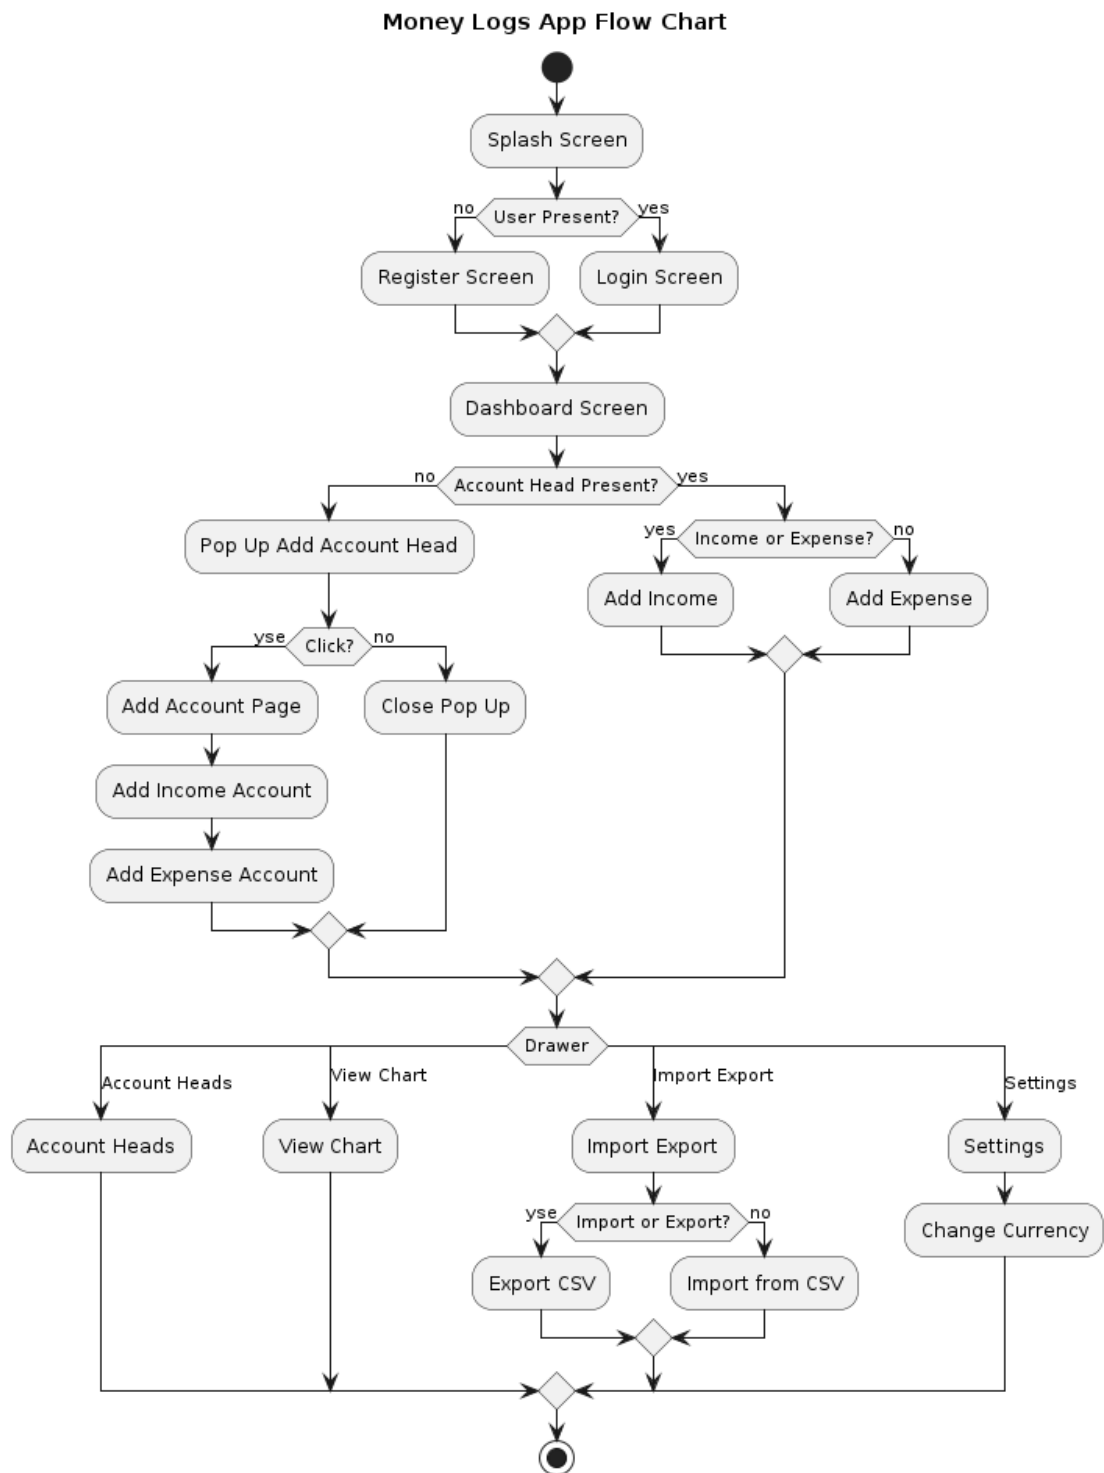 Money Logs App Flow Chart
Splash Screen
no
User Present?
yes
Register Screen
Login Screen
Dashboard Screen
no
Account Head Present?
yes
Pop Up Add Account Head
yes
Income or Expense?
no
Add Income
Add Expense
yse
Click?
no
Add Account Page
Close Pop Up
Add Income Account
Add Expense Account
Drawer
Account Heads
View Chart
Import Export
Settings
Account Heads
View Chart
Import Export
Settings
yse
Import or Export?
no
Change Currency
Export CSV
Import from CSV